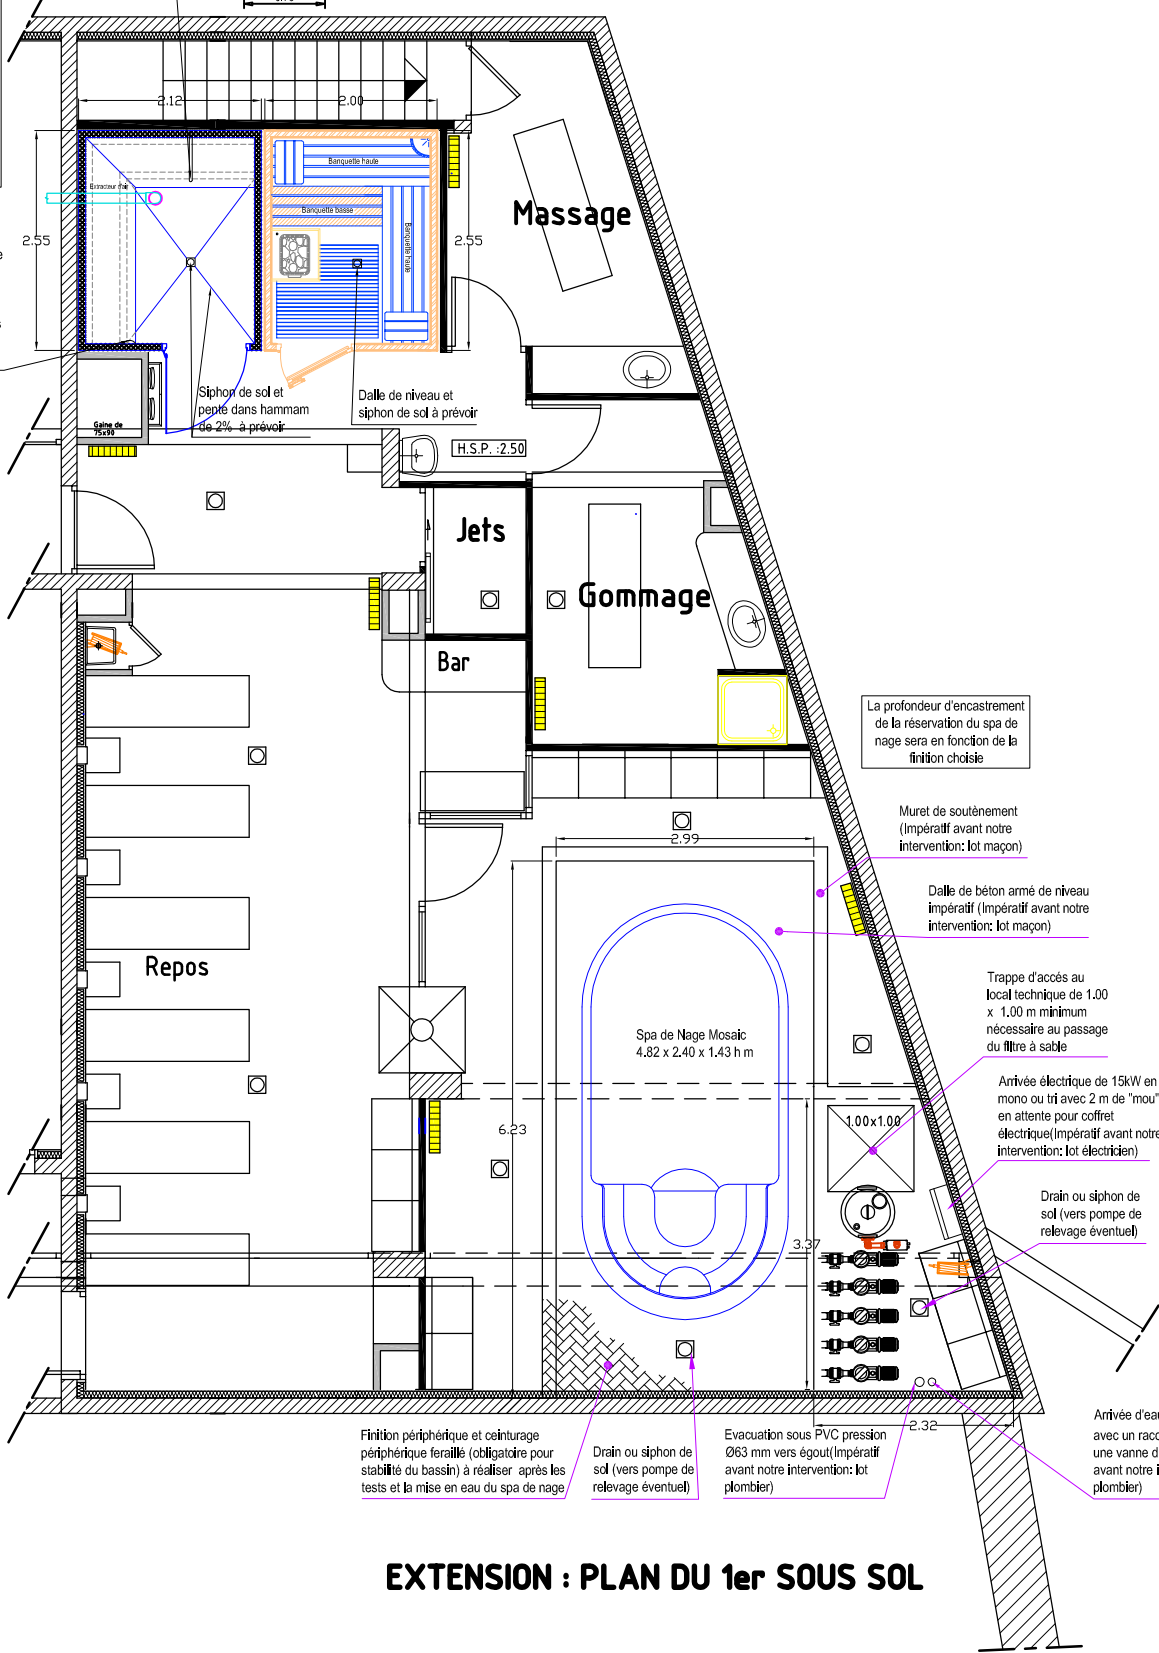 2.12
2.00
Banquette haute
Extracteur d'air
Banquette basse
Banquette haute
Massage
2.55
2.55
Siphon de sol et
pente dans hammam
de 2% à prévoir
Dalle de niveau et
siphon de sol à prévoir
Gaine de
75x90
H.S.P. :2.50
Jets
Gommage
Bar
La profondeur d'encastrement
de la réservation du spa de
nage sera en fonction de la
finition choisie
Muret de soutènement
(Impératif avant notre
intervention: lot maçon)
2.99
Dalle de béton armé de niveau
impératif (Impératif avant notre
intervention: lot maçon)
Repos
Trappe d'accés au
local technique de 1.00
x 1.00 m minimum
nécessaire au passage
du filtre à sable
Spa de Nage Mosaic
4.82 x 2.40 x 1.43 h m
Arrivée électrique de 15kW en
mono ou tri avec 2 m de "mou"
en attente pour coffret
électrique(Impératif avant notre
intervention: lot électricien)
1.00x1.00
6.23
Drain ou siphon de
sol (vers pompe de
relevage éventuel)
3.37
2.32
Finition périphérique et ceinturage
périphérique feraillé (obligatoire pour
stabilité du bassin) à réaliser après les
tests et la mise en eau du spa de nage
Drain ou siphon de
sol (vers pompe de
relevage éventuel)
Evacuation sous PVC pression
Ø63 mm vers égout(Impératif
avant notre intervention: lot
plombier)
Arrivée d'eau
avec un racc
une vanne d
avant notre i
plombier)
EXTENSION : PLAN DU 1er SOUS SOL